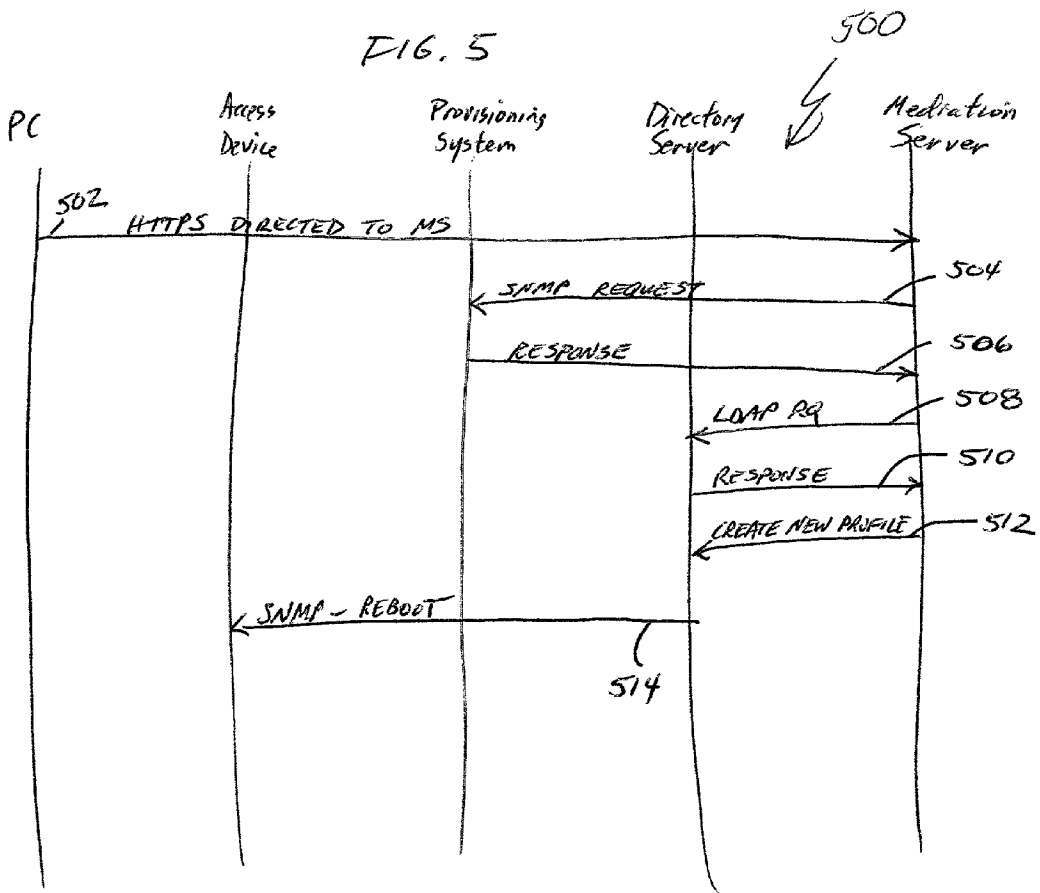 FIG. 5
500
PC
Access
Device
Provisioning
System
Directory
Server
Mediation
Server
502
HTTPS DIRECTED TO MS
SNMP REQUEST
504
RESPONSE
506
LDAP RQ
508
RESPONSE
510
CREATE NEW PROFILE
512
SNMP - REBOOT
514